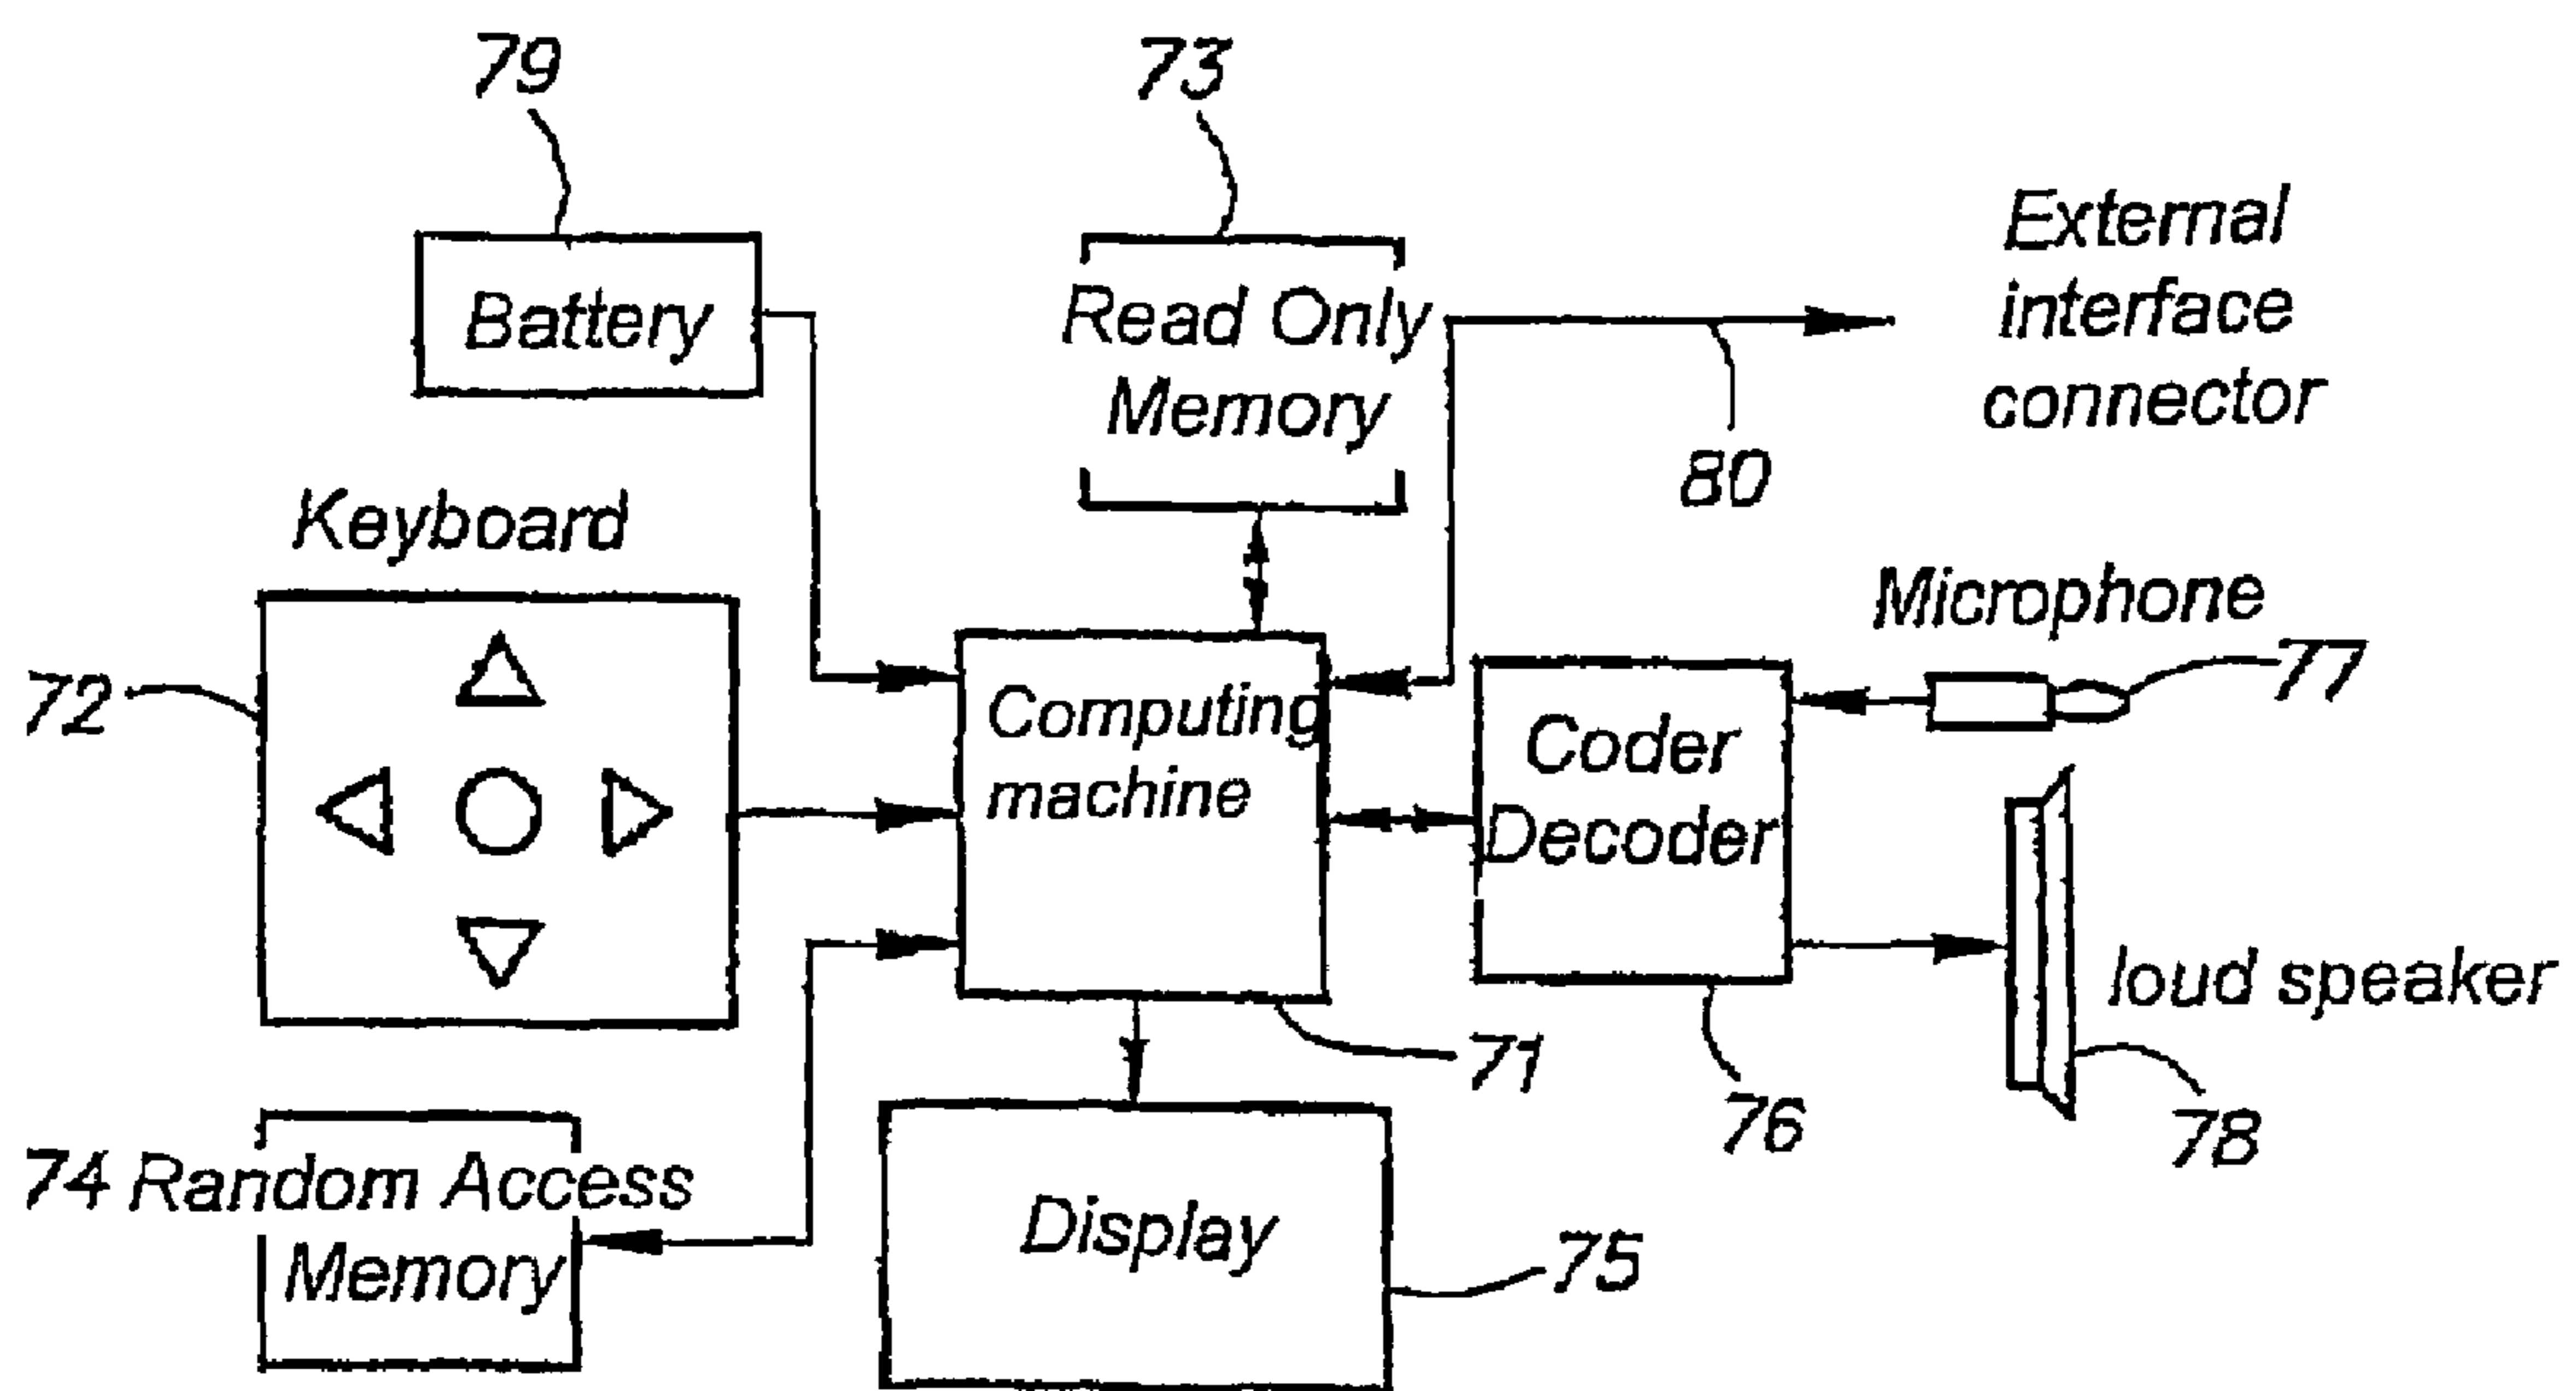 79
73
Battery
Read Only
Memory
External
interface
connector
80
Keyboard
72
Computing
machine
Coder
Decoder
Microphone
77
loud speaker
71
76
78
74 Random Access
Memory
Display
75